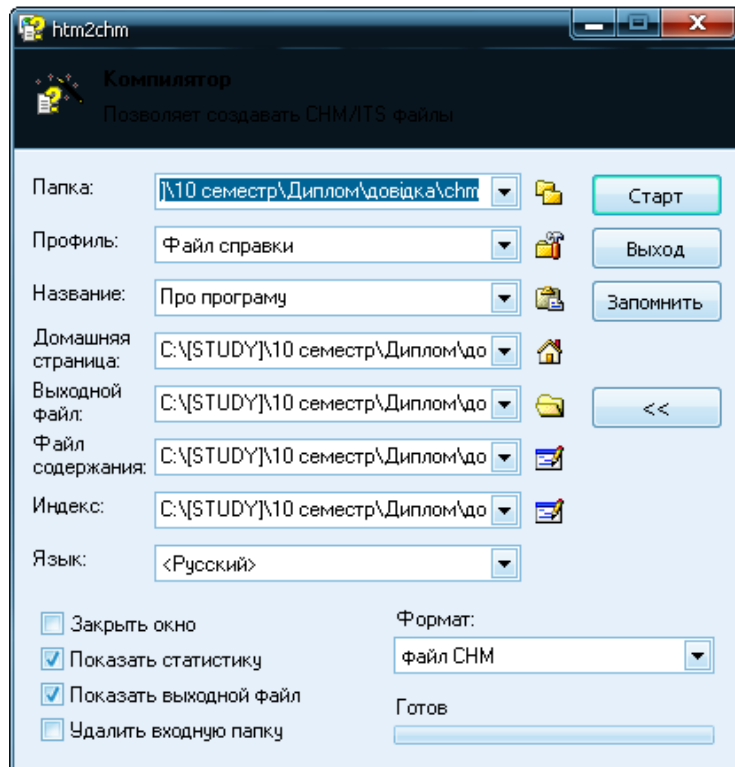 htm2chm
Компилятор
Позволяет создавать CHM/ITS файлы
Папка:
]\10 семестр\Диплом\довідка\chm
Старт
Профиль:
Файл справки
Выход
Название:
Про програму
Запомнить
Домашняя
страница:
C:\[STUDY]\10 семестр\Диплом\до
Выходной
файл:
C:\[STUDY]\10 семестр\Диплом\до
<<
Файл
содержания:
C:\[STUDY]\10 семестр\Диплом\до
Индекс:
C:\[STUDY]\10 семестр\Диплом\до
Язык:
<Русский>
Закрыть окно
Показать статистику
Показать выходной файл
Удалить входную папку
Формат:
файл CHM
Готов